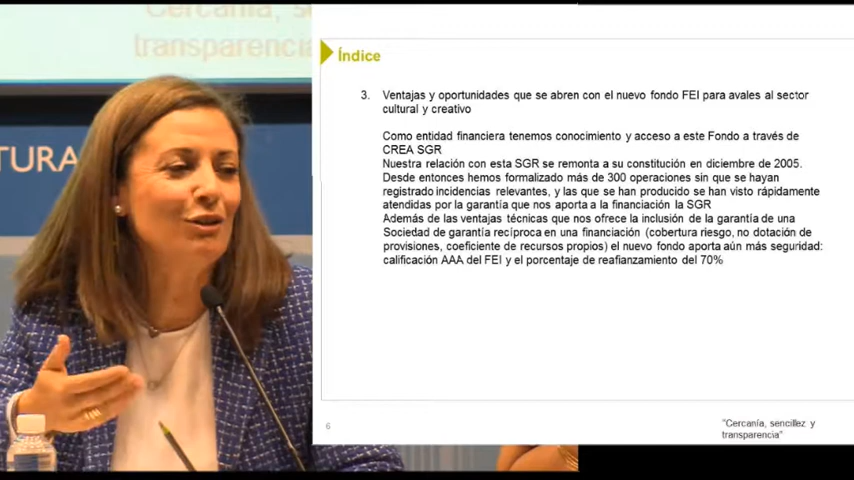 Cercanía, s
transparencia
TURA
Índice
3. Ventajas y oportunidades que se abren con el nuevo fondo FEI para avales al sector
cultural y creativo
Como entidad financiera tenemos conocimiento y acceso a este Fondo a través de
CREA SGR
Nuestra relación con esta SGR se remonta a su constitución en diciembre de 2005.
Desde entonces hemos formalizado más de 300 operaciones sin que se hayan
registrado incidencias relevantes, y las que se han producido se han visto rápidamente
atendidas por la garantía que nos aporta a la financiación la SGR
Además de las ventajas técnicas que nos ofrece la inclusión de la garantía de una
Sociedad de garantía recíproca en una financiación (cobertura riesgo, no dotación de
provisiones, coeficiente de recursos propios) el nuevo fondo aporta aún más seguridad:
calificación AAA del FEI y el porcentaje de reafianzamiento del 70%
6
"Cercanía, sencillez y
transparencia"